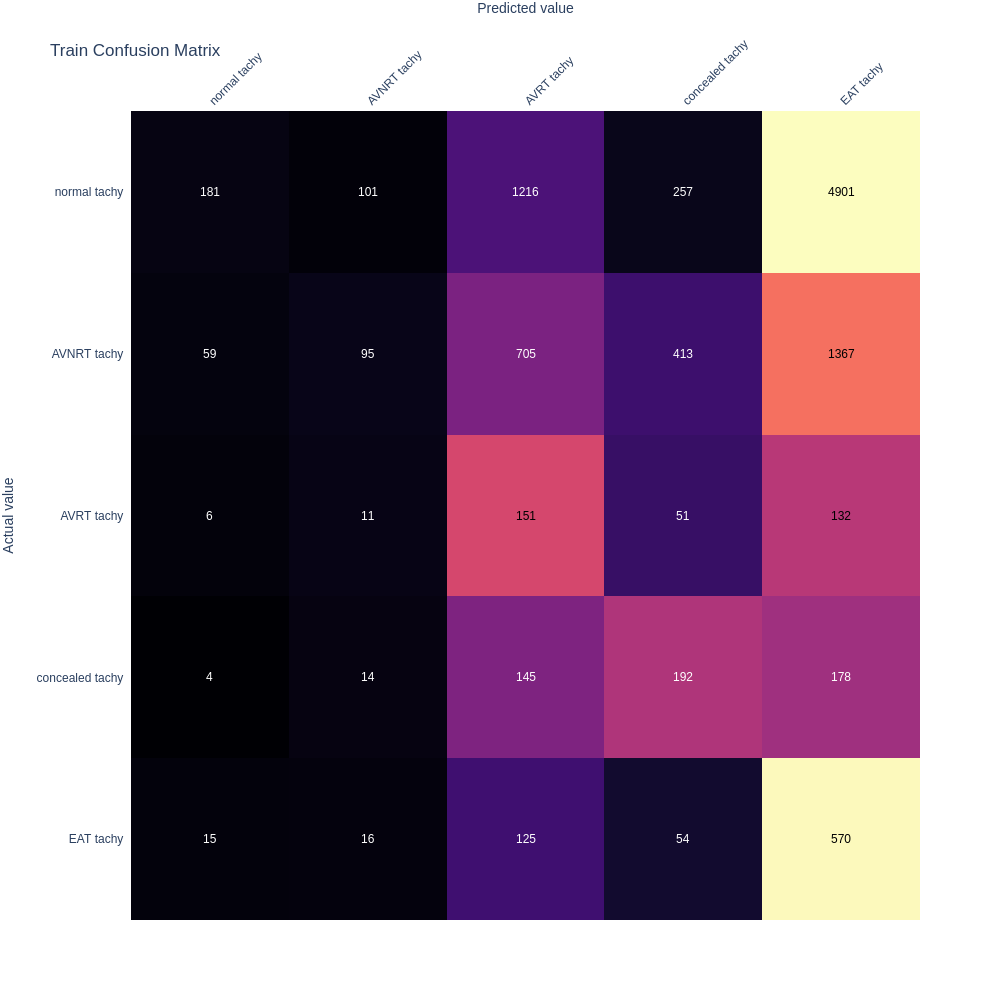 Predicted value
Train Confusion Matrix
normal tachy AVNRT tachy AVRT tachy concealed tachy EAT tachy
normal tachy 181 101 1216 257 4901
AVNRT tachy 59 95 705 413 1367
Actual value
AVRT tachy 6 11 151 51 132
concealed tachy 4 14 145 192 178
EAT tachy 15 16 125 54 570